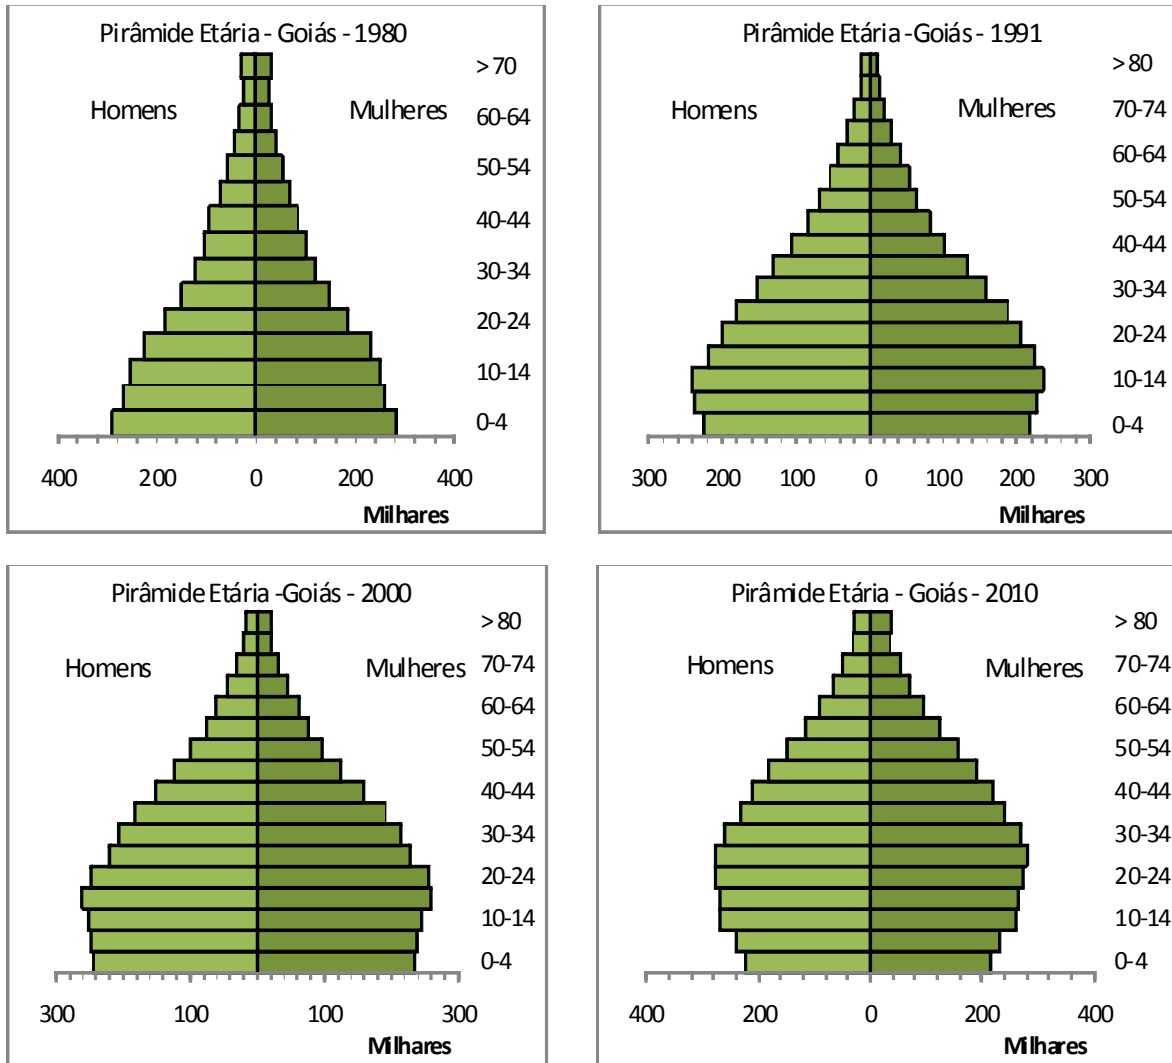 Pirâmide Etária - Goiás - 1980
> 70
Homens
Mulheres
60-64
50-54
40-44
30-34
20-24
10-14
0-4
400 200 0 200 400
Milhares
Pirâmide Etária -Goiás - 1991
> 80
Homens
Mulheres
70-74
60-64
50-54
40-44
30-34
20-24
10-14
0-4
300 200 100 0 100 200 300
Milhares
Pirâmide Etária -Goiás - 2000
> 80
Homens
Mulheres
70-74
60-64
50-54
40-44
30-34
20-24
10-14
0-4
300 100 100 300
Milhares
Pirâmide Etária - Goiás - 2010
> 80
Homens
Mulheres
70-74
60-64
50-54
40-44
30-34
20-24
10-14
0-4
400 200 0 200 400
Milhares